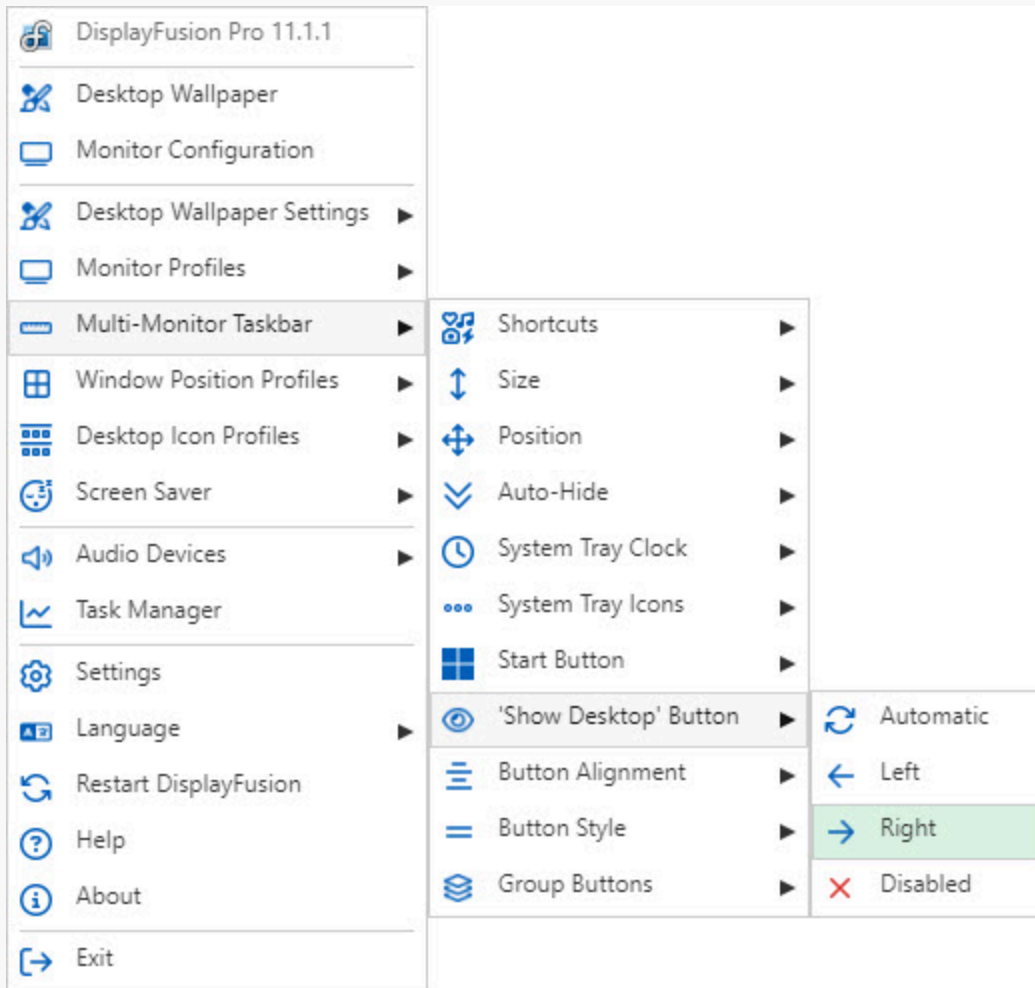 DisplayFusion Pro 11.1.1
Desktop Wallpaper
Monitor Configuration
Desktop Wallpaper Settings
Monitor Profiles
Multi-Monitor Taskbar
Window Position Profiles
Desktop Icon Profiles
Screen Saver
Audio Devices
Task Manager
Settings
Language
Restart DisplayFusion
Help
About
Exit
Shortcuts
Size
Position
Auto-Hide
System Tray Clock
System Tray Icons
Start Button
'Show Desktop' Button
Button Alignment
Button Style
Group Buttons
Automatic
Left
Right
Disabled